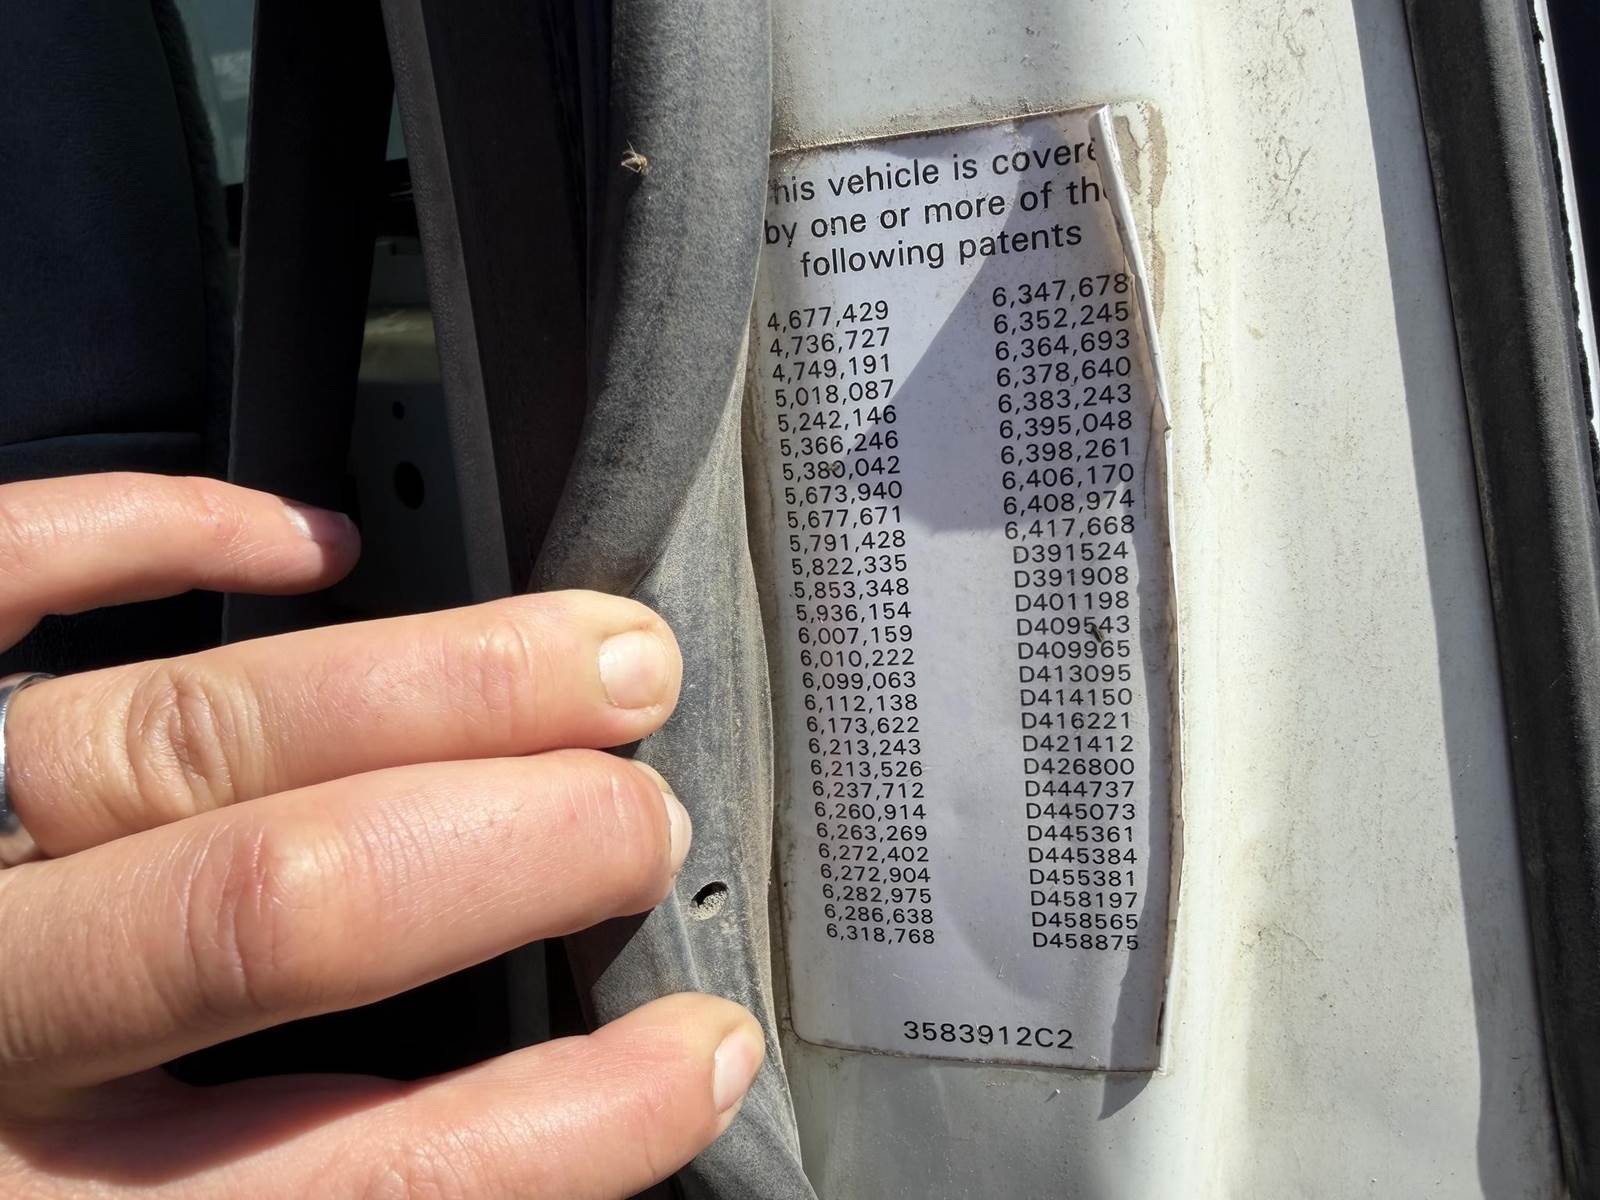 his vehicle is covere
by one or more of the
following patents
4,677,429
4,736,727
4,749,191
5,018,087
5,242,146
5,366,246
5,380,042
5,673,940
5,677,671
5,791,428
5,822,335
5,853,348
5,936,154
6,007,159
6,010,222
6,099,063
6,112,138
6,173,622
6,213,243
6,213,526
6,237,712
6,260,914
6,263,269
6,272,402
6,272,904
6,282,975
6,286,638
6,318,768
6,347,678
6,352,245
6,364,693
6,378,640
6,383,243
6,395,048
6,398,261
6,406,170
6,408,974
6,417,668
D391524
D391908
D401198
D409543
D409965
D413095
D414150
D416221
D421412
D426800
D444737
D445073
D445361
D445384
D455381
D458197
D458565
D458875
3583912C2